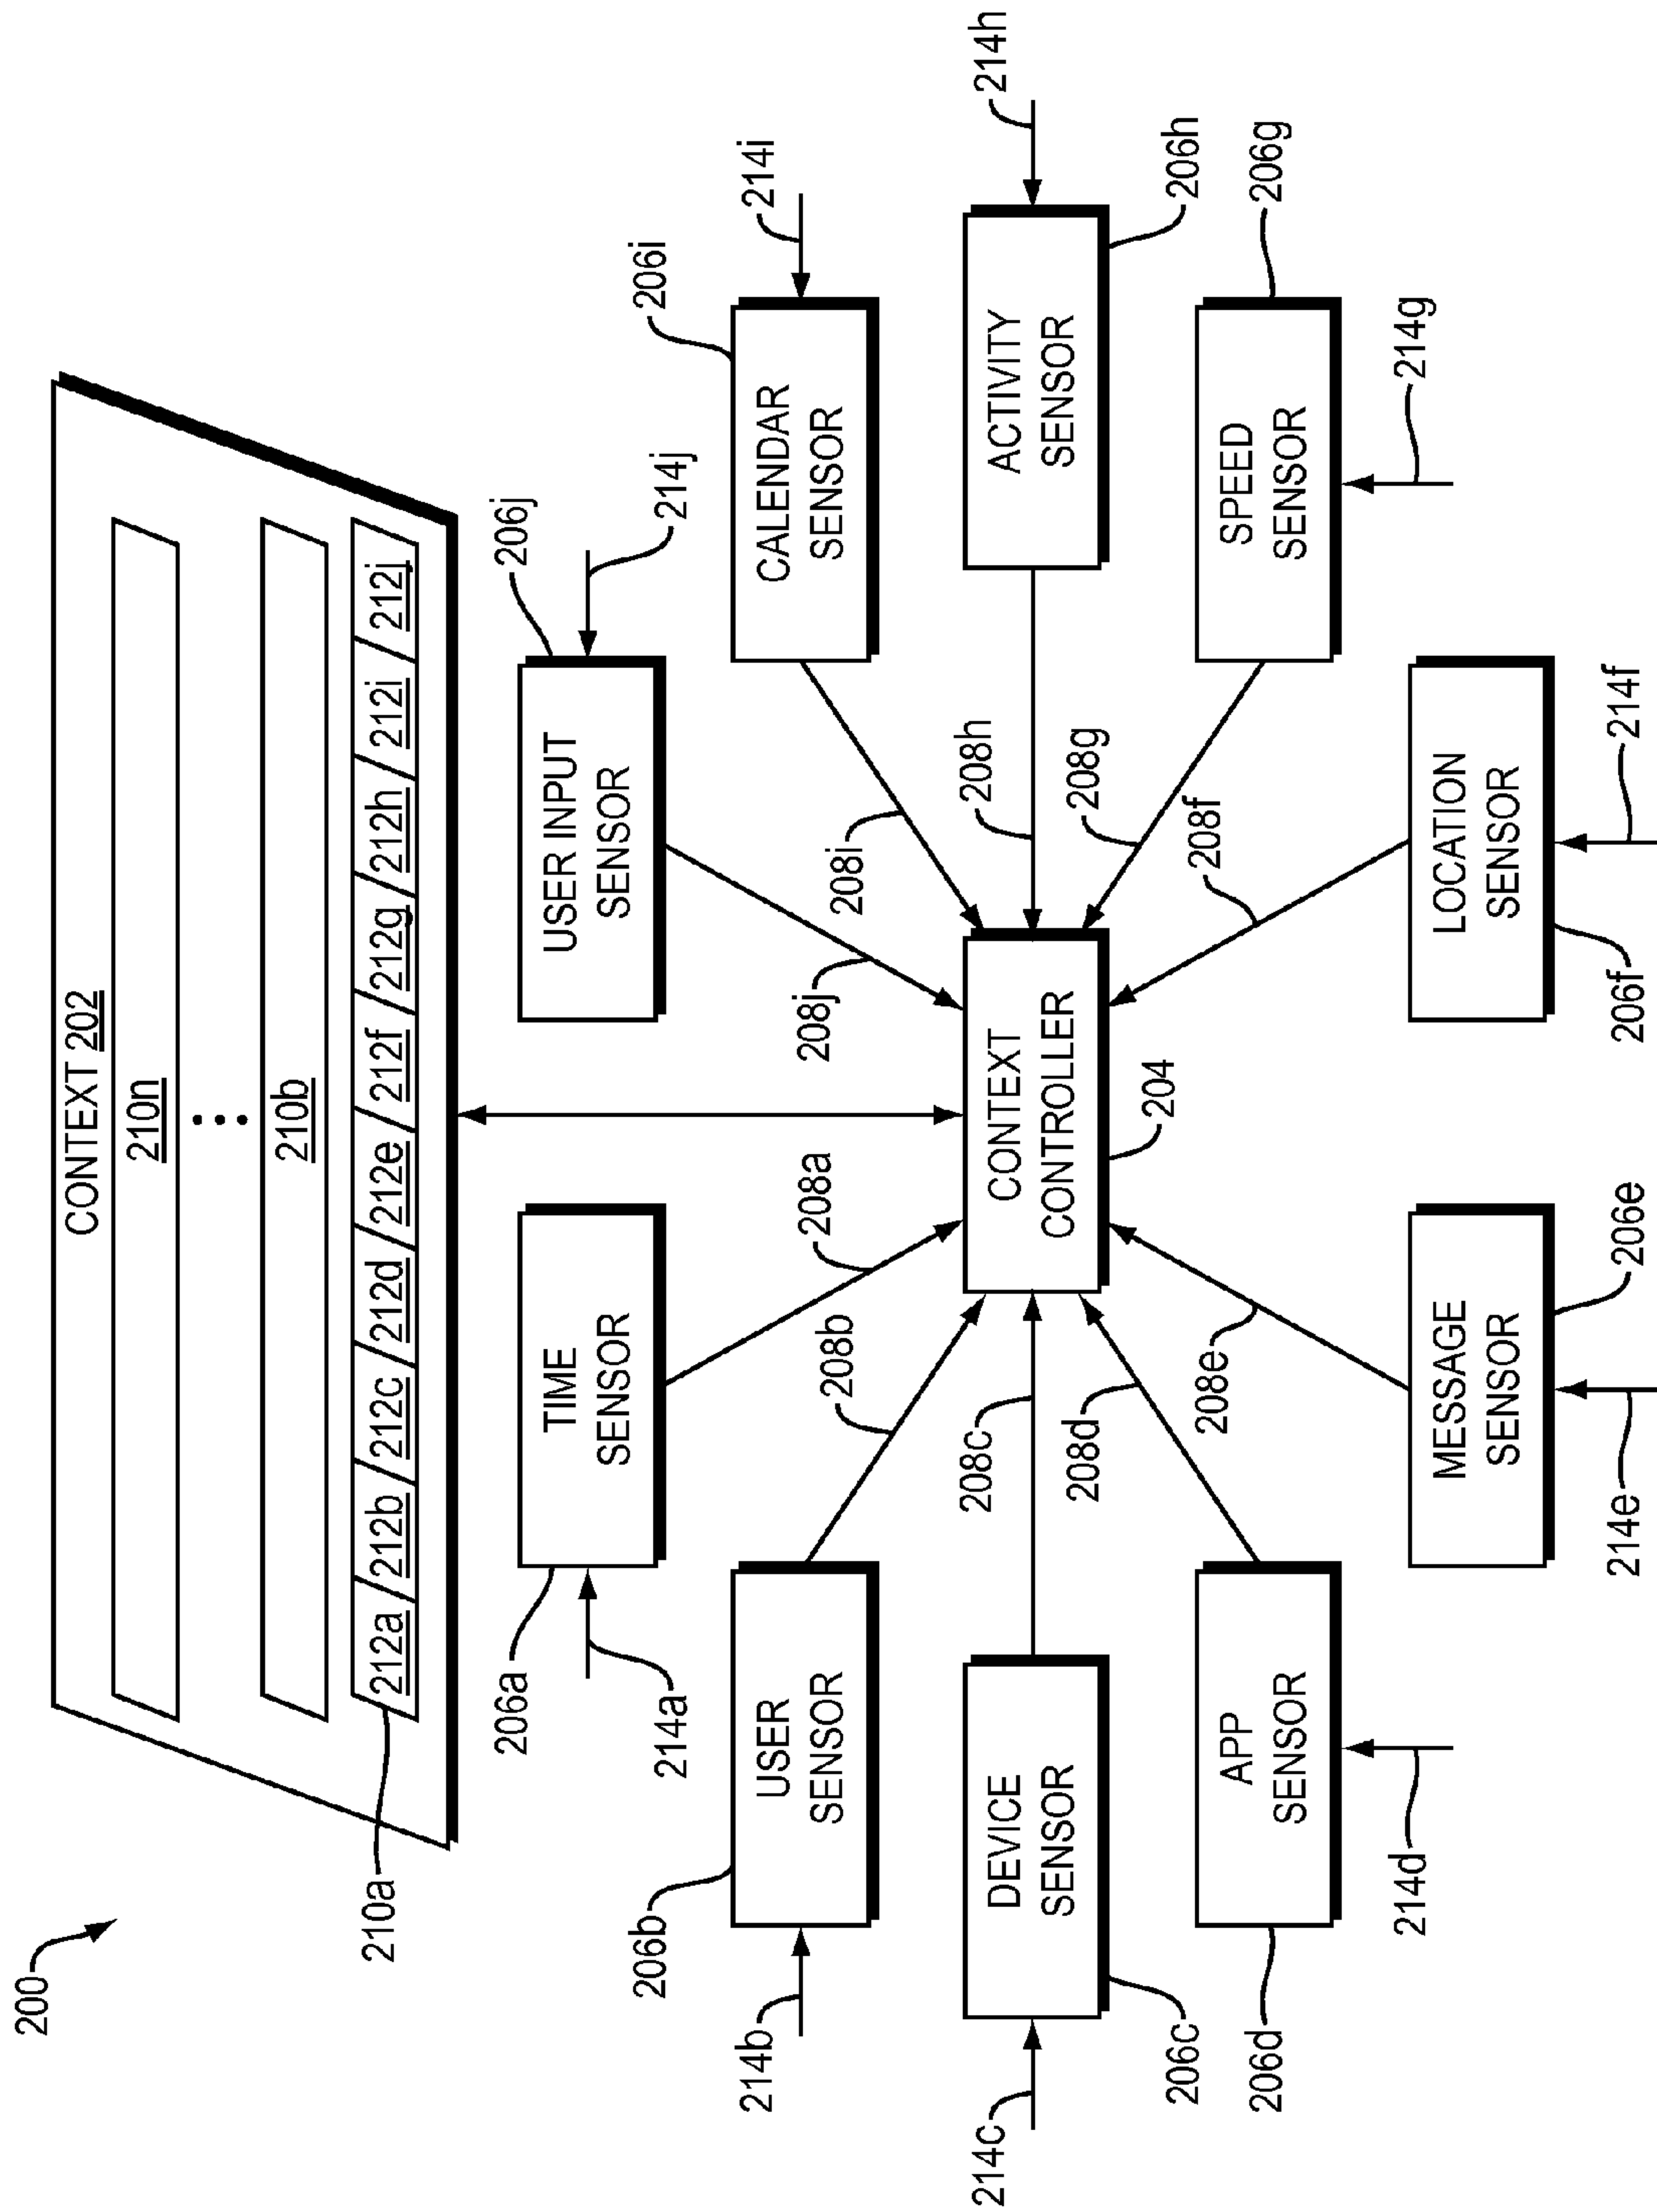 200
CONTEXT 202
210n
210b
212a 212b 212c 212d 212e 212f 212g 212h 212i 212j
210a
206a
TIME
SENSOR
214a
208a
USER INPUT
SENSOR
206j
214j
208j
206b
USER
SENSOR
214b
208b
CALENDAR
SENSOR
206i
214i
208i
CONTEXT
CONTROLLER
204
DEVICE
SENSOR
214c
206c
208c
ACTIVITY
SENSOR
214h
206h
208h
APP
SENSOR
206d
214d
208d
SPEED
SENSOR
206g
214g
208g
MESSAGE
SENSOR
206e
214e
208e
LOCATION
SENSOR
206f
214f
208f